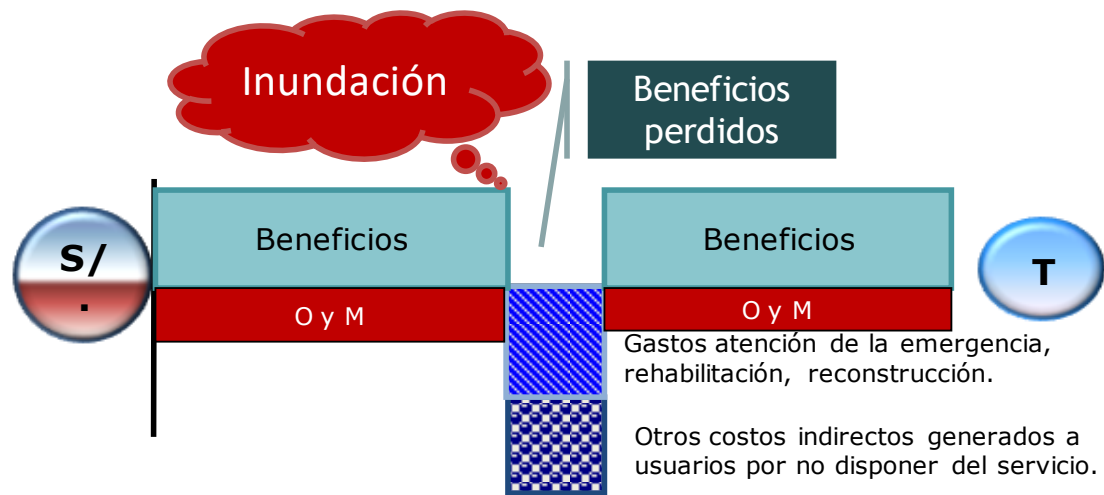 Inundación
Beneficios
perdidos
Beneficios
Beneficios
S/
.
T
O y M
O y M
Gastos atención de la emergencia,
rehabilitación, reconstrucción.
Otros costos indirectos generados a
usuarios por no disponer del servicio.